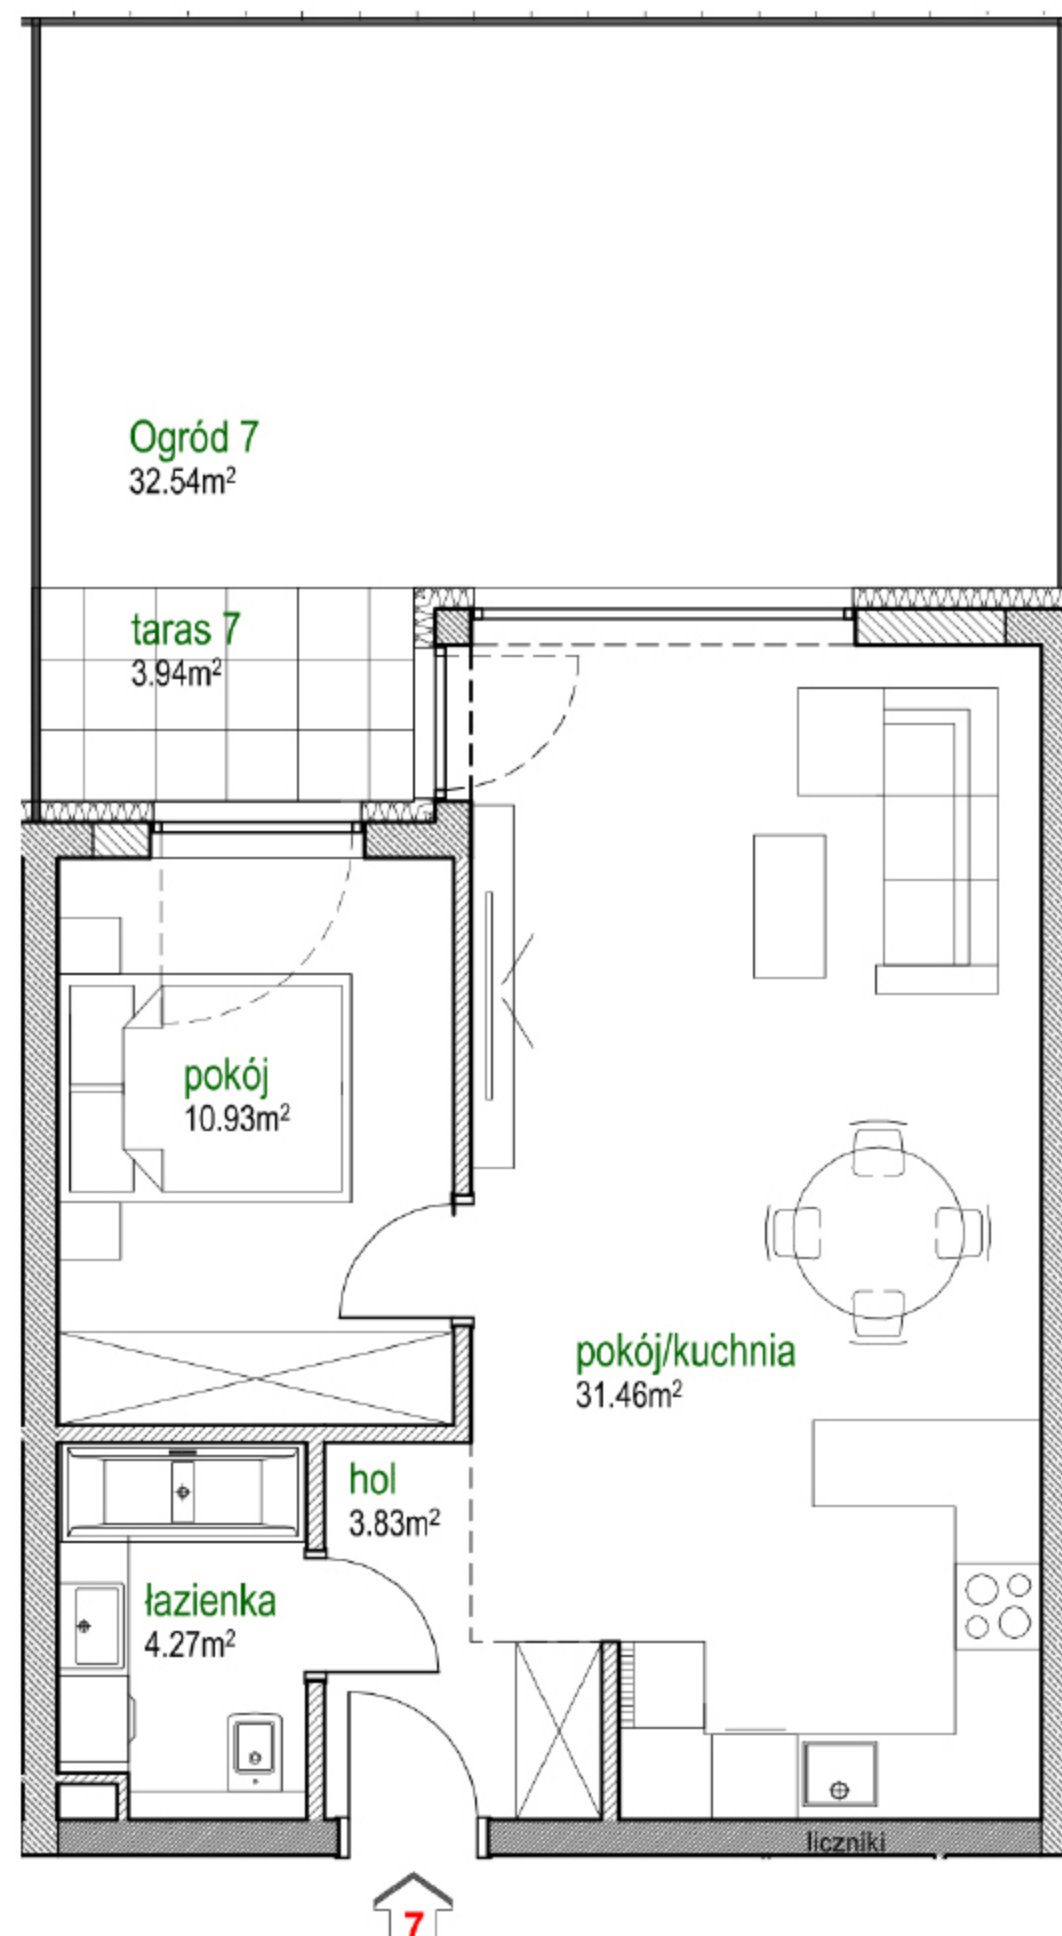 Ogród 7
32.54m²
taras 7
3.94m²
pokój
10.93m²
pokój/kuchnia
31.46m²
hol
3.83m²
łazienka
4.27m²
liczniki
7